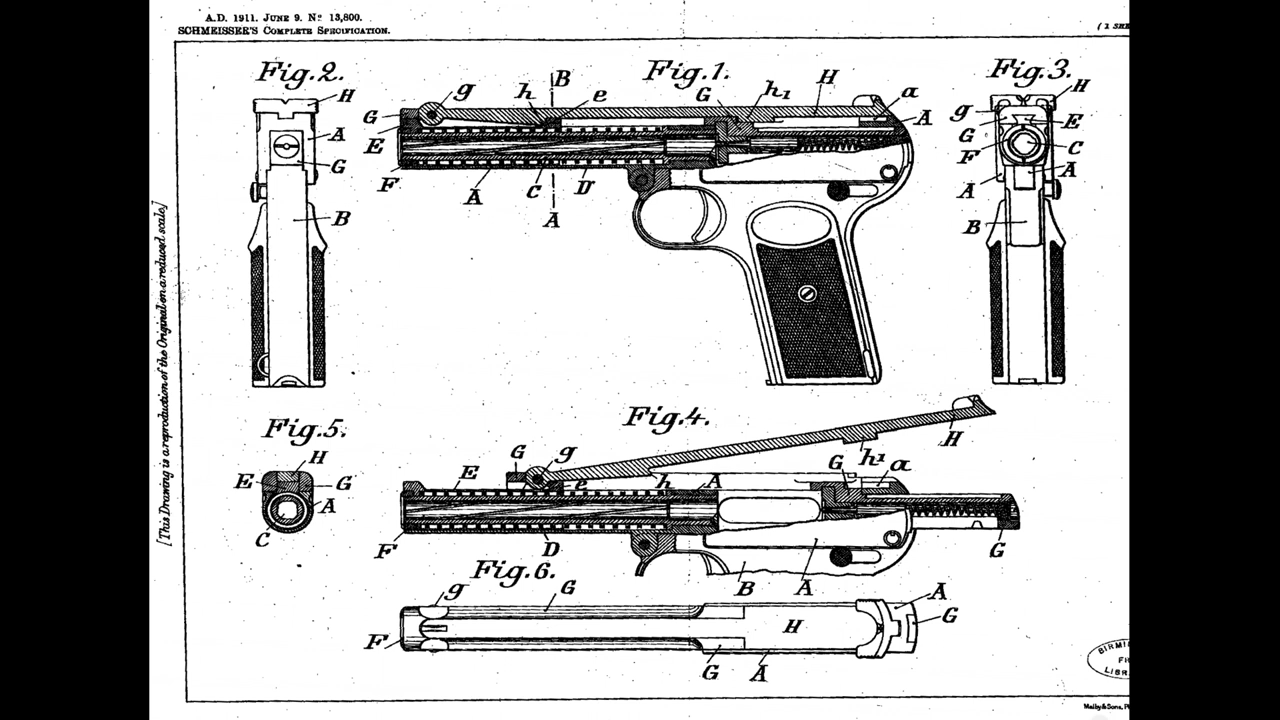 A.D. 1911. JUNE 9. Nº 13,800.
SCHMEISSER'S COMPLETE SPECIFICATION.
Fig. 2.
H
A
G
B
Fig. 1.
B
g
h
e
G
h1
H
a
A
G
E
F
A
C
D
A
Fig. 3.
H
g
G
E
F
C
A
A
B
[This Drawing is a reproduction of the Original on a reduced scale.]
Fig. 5.
H
E
G
A
C
Fig. 4.
H
h1
G
g
E
h
e
A
G
a
F
D
B
A
G
Fig. 6.
g
G
F
H
A
G
G
A
LIBR
Malby & Sons,